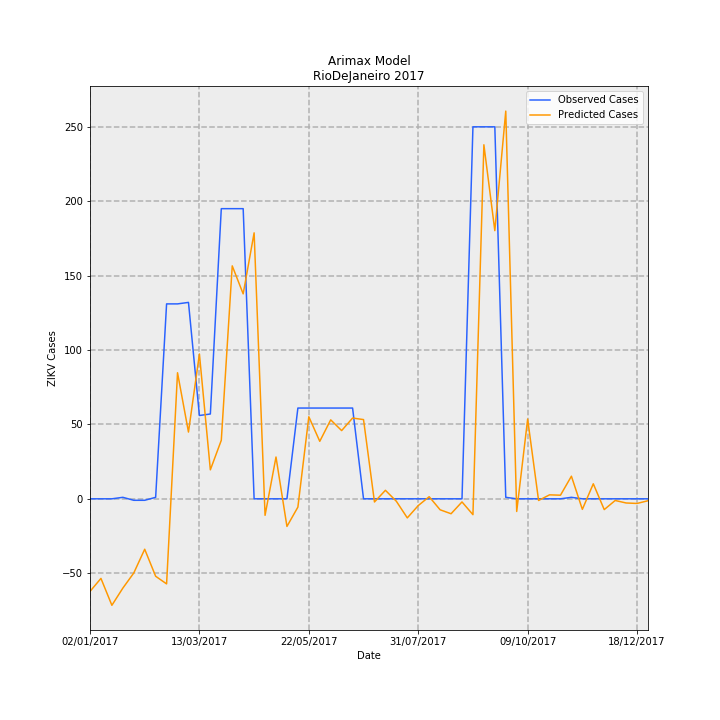 Arimax Model
RioDeJaneiro 2017
Observed Cases
Predicted Cases
ZIKV Cases
250
200
150
100
50
0
−50
02/01/2017 13/03/2017 22/05/2017 31/07/2017 09/10/2017 18/12/2017
Date